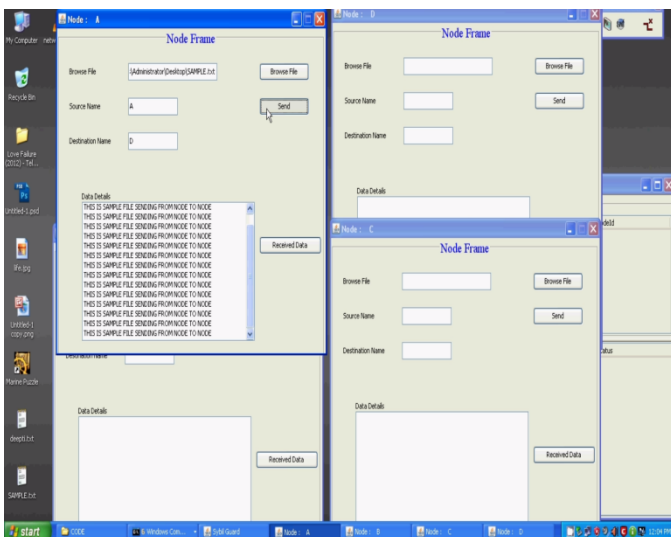 My Computer
netw
Recycle Bin
Love Failure
(2012) - Tel...
Untitled-1.psd
life.jpg
Untitled-1
copy.png
Marine Puzzle
deepti.txt
SAMPLE.txt
Node : A
Node Frame
Browse File
\Administrator\Desktop\SAMPLE.txt
Browse File
Source Name
A
Send
Destination Name
D
Data Details
THIS IS SAMPLE FILE SENDING FROM NODE TO NODE
THIS IS SAMPLE FILE SENDING FROM NODE TO NODE
THIS IS SAMPLE FILE SENDING FROM NODE TO NODE
THIS IS SAMPLE FILE SENDING FROM NODE TO NODE
THIS IS SAMPLE FILE SENDING FROM NODE TO NODE
THIS IS SAMPLE FILE SENDING FROM NODE TO NODE
THIS IS SAMPLE FILE SENDING FROM NODE TO NODE
THIS IS SAMPLE FILE SENDING FROM NODE TO NODE
THIS IS SAMPLE FILE SENDING FROM NODE TO NODE
THIS IS SAMPLE FILE SENDING FROM NODE TO NODE
THIS IS SAMPLE FILE SENDING FROM NODE TO NODE
THIS IS SAMPLE FILE SENDING FROM NODE TO NODE
THIS IS SAMPLE FILE SENDING FROM NODE TO NODE
THIS IS SAMPLE FILE SENDING FROM NODE TO NODE
Received Data
Destination Name
Data Details
Received Data
Node : D
Node Frame
Browse File
Browse File
Source Name
Send
Destination Name
Data Details
Node : C
Node Frame
Browse File
Browse File
Source Name
Send
Destination Name
Data Details
Received Data
deId
tatus
start
CODE
6 Windows Com...
Sybil Guard
Node : A
Node : B
Node : C
Node : D
12:04 PM